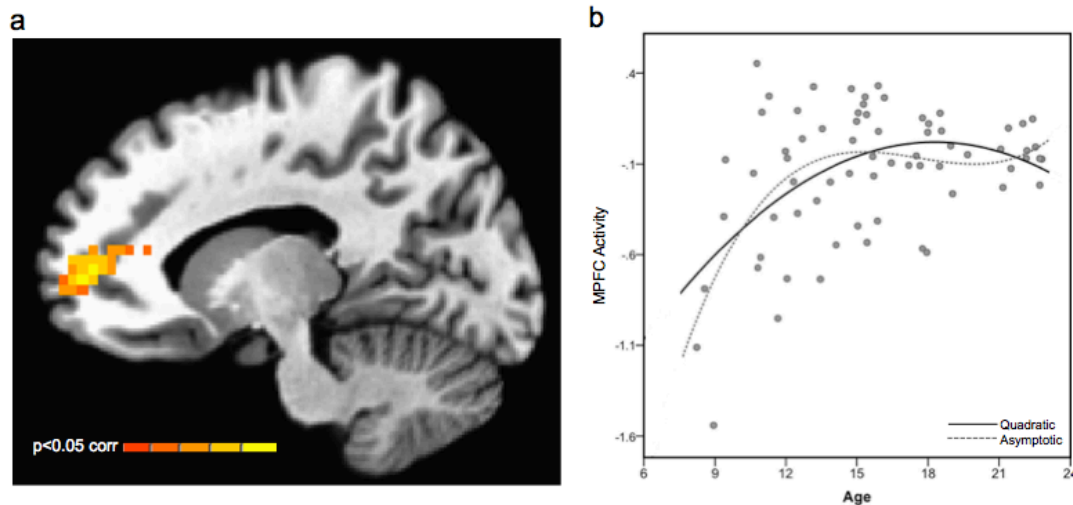 a
p<0.05 corr
b
MPFC Activity
.4
-.1
-.6
-1.1
-1.6
Quadratic
Asymptotic
6 9 12 15 18 21 24
Age